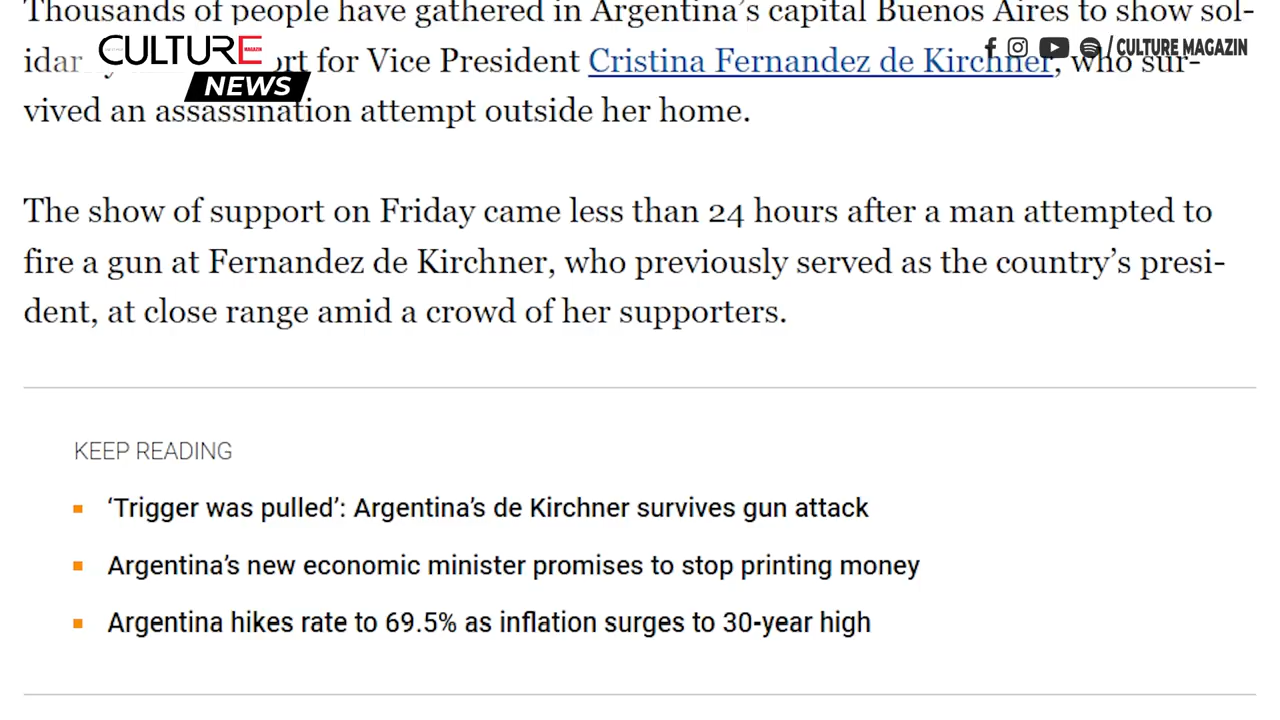 Thousands of people have gathered in Argentina's capital Buenos Aires to show sol-
CULTURE
MAGAZIN
/ CULTURE MAGAZIN
idar ort for Vice President Cristina Fernandez de Kirchner, who sur-
NEWS
vived an assassination attempt outside her home.
The show of support on Friday came less than 24 hours after a man attempted to
fire a gun at Fernandez de Kirchner, who previously served as the country's presi-
dent, at close range amid a crowd of her supporters.
KEEP READING
'Trigger was pulled': Argentina's de Kirchner survives gun attack
Argentina's new economic minister promises to stop printing money
Argentina hikes rate to 69.5% as inflation surges to 30-year high